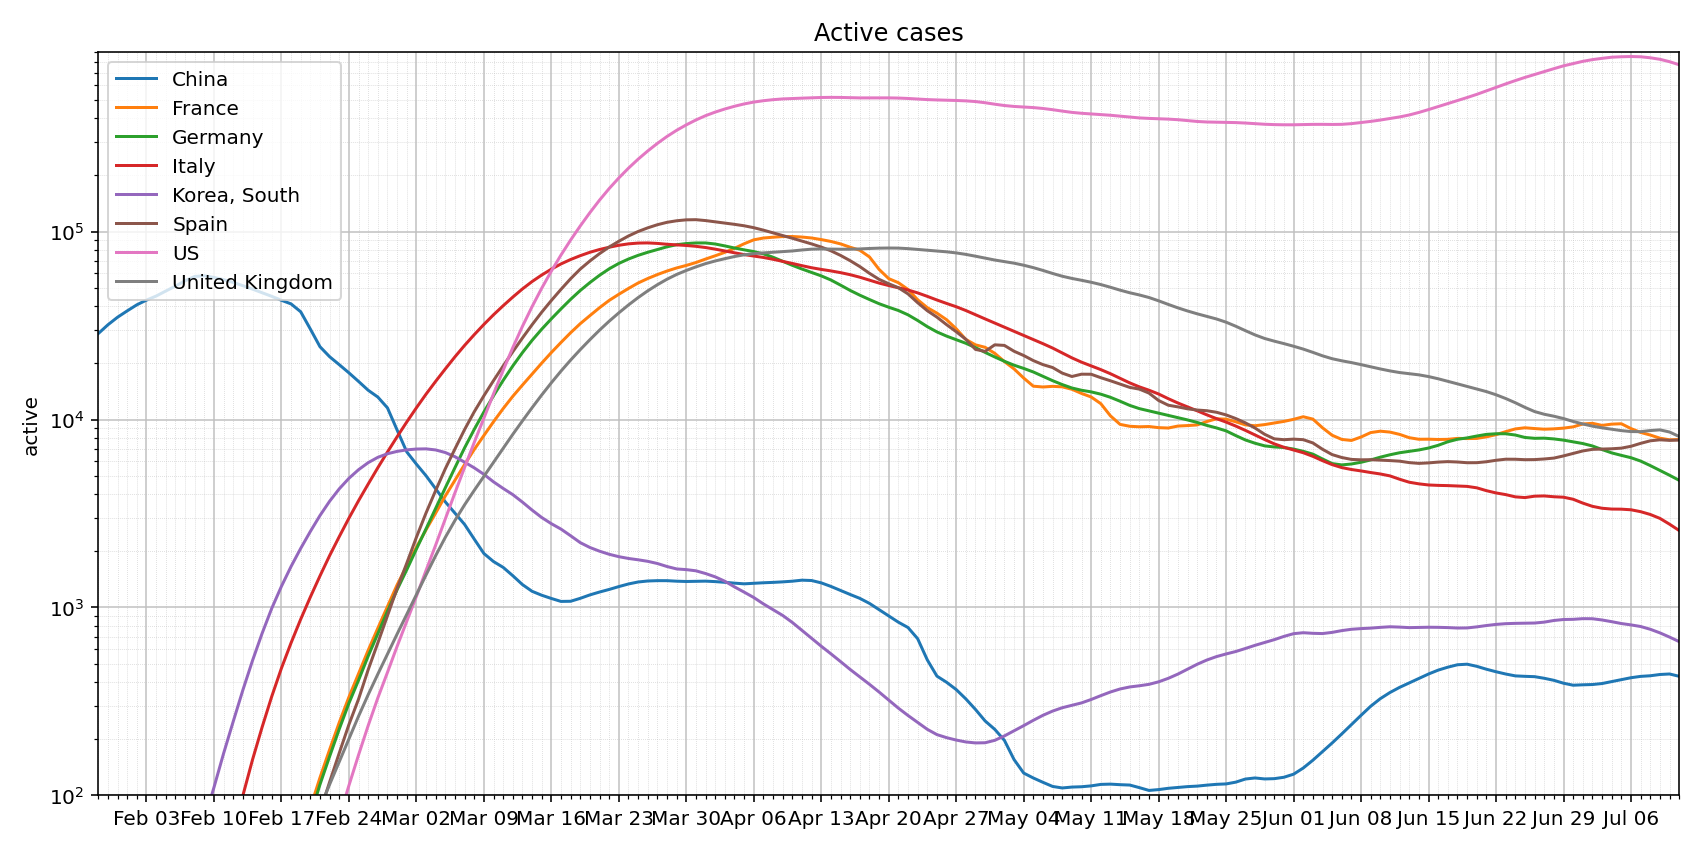 Active cases
China
France
Germany
Italy
Korea, South
Spain
US
United Kingdom
active
10^5
10^4
10^3
10^2
Feb 03 Feb 10 Feb 17 Feb 24 Mar 02 Mar 09 Mar 16 Mar 23 Mar 30 Apr 06 Apr 13 Apr 20 Apr 27 May 04 May 11 May 18 May 25 Jun 01 Jun 08 Jun 15 Jun 22 Jun 29 Jul 06